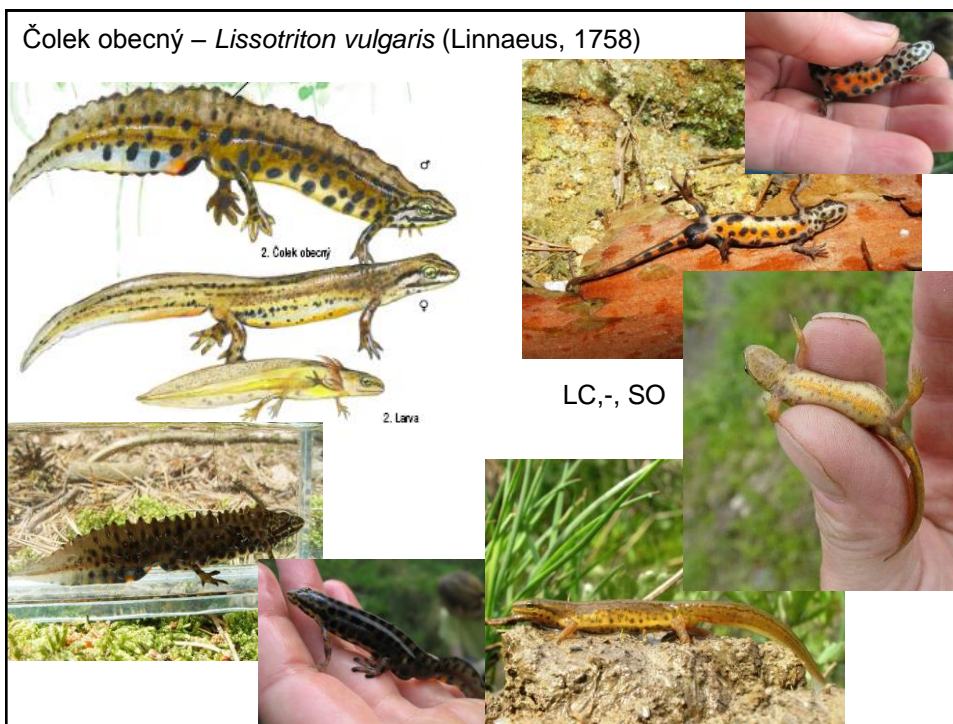 Čolek obecný – Lissotriton vulgaris (Linnaeus, 1758)
♂
2. Čolek obecný
♀
2. Larva
LC,-, SO